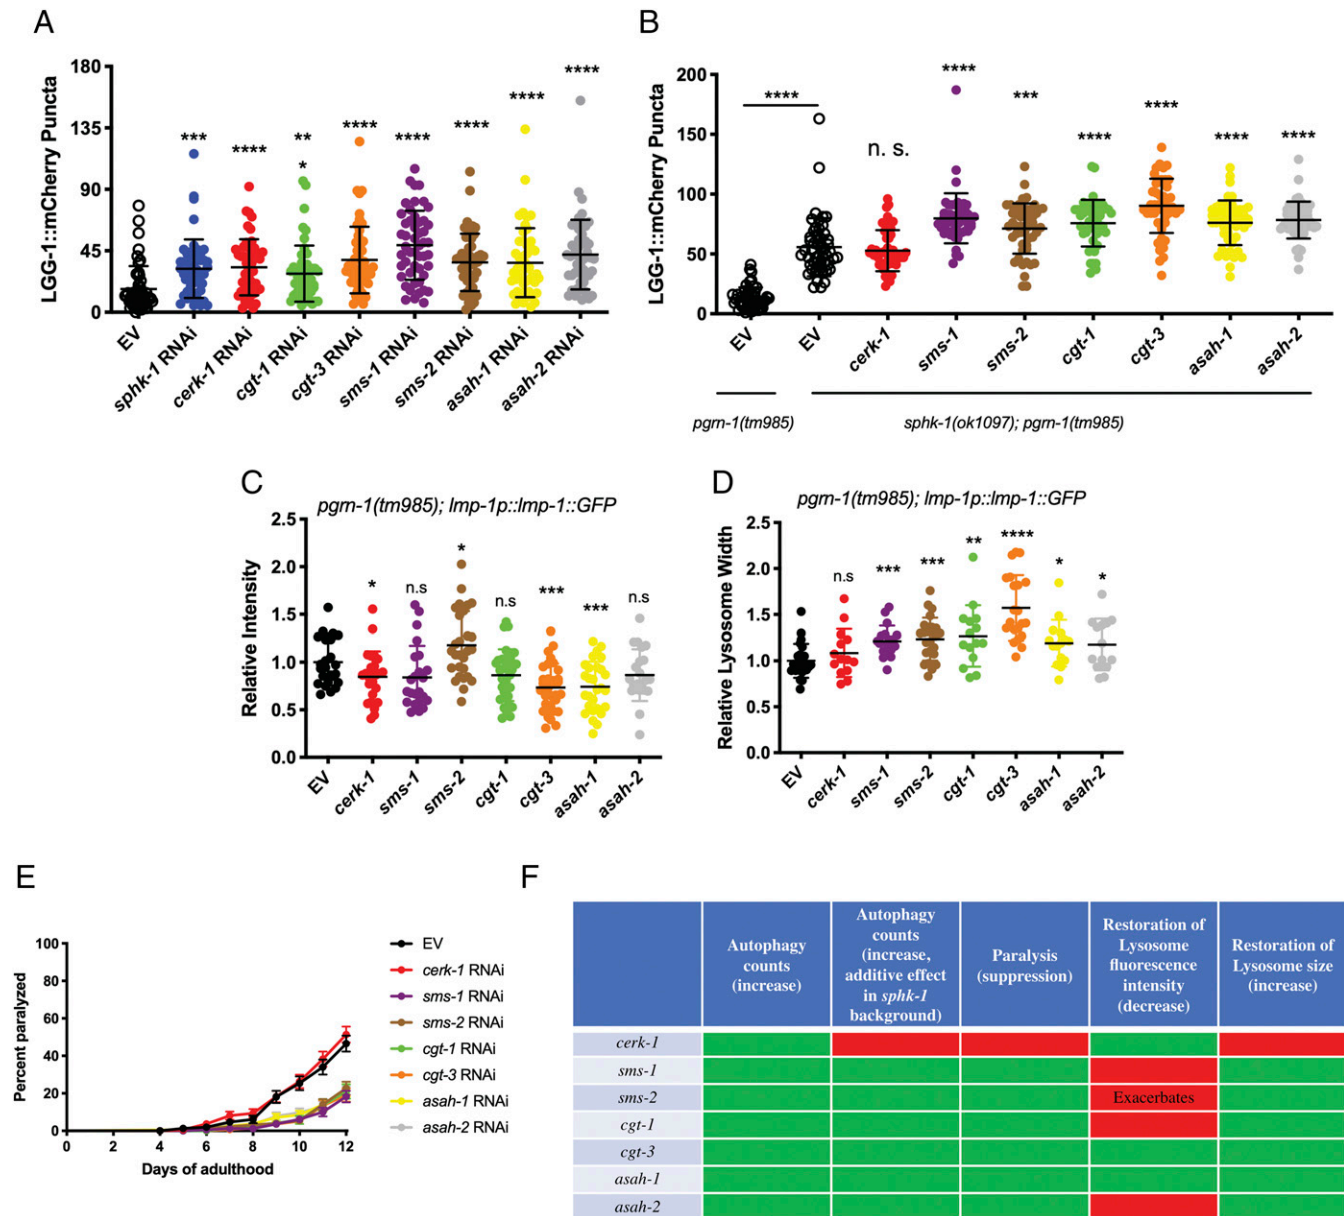 A
LGG-1::mCherry Puncta
180
135
90
45
0
***
****
**
*
****
****
****
****
****
EV
sphk-1 RNAi
cerk-1 RNAi
cgt-1 RNAi
cgt-3 RNAi
sms-1 RNAi
sms-2 RNAi
asah-1 RNAi
asah-2 RNAi
B
LGG-1::mCherry Puncta
200
150
100
50
0
****
n. s.
****
***
****
****
****
****
EV
EV
cerk-1
sms-1
sms-2
cgt-1
cgt-3
asah-1
asah-2
pgrn-1(tm985)
sphk-1(ok1097); pgrn-1(tm985)
C
pgrn-1(tm985); lmp-1p::lmp-1::GFP
Relative Intensity
2.5
2.0
1.5
1.0
0.5
0.0
*
n.s
*
n.s
***
***
n.s
EV
cerk-1
sms-1
sms-2
cgt-1
cgt-3
asah-1
asah-2
D
pgrn-1(tm985); lmp-1p::lmp-1::GFP
Relative Lysosome Width
2.5
2.0
1.5
1.0
0.5
0.0
n.s
***
***
**
****
*
*
EV
cerk-1
sms-1
sms-2
cgt-1
cgt-3
asah-1
asah-2
E
Percent paralyzed
100
80
60
40
20
0
0
2
4
6
8
10
12
Days of adulthood
EV
cerk-1 RNAi
sms-1 RNAi
sms-2 RNAi
cgt-1 RNAi
cgt-3 RNAi
asah-1 RNAi
asah-2 RNAi
F
Autophagy
counts
(increase)
Autophagy
counts
(increase,
additive effect
in sphk-1
background)
Paralysis
(suppression)
Restoration of
Lysosome
fluorescence
intensity
(decrease)
Restoration of
Lysosome size
(increase)
cerk-1
sms-1
sms-2
Exacerbates
cgt-1
cgt-3
asah-1
asah-2